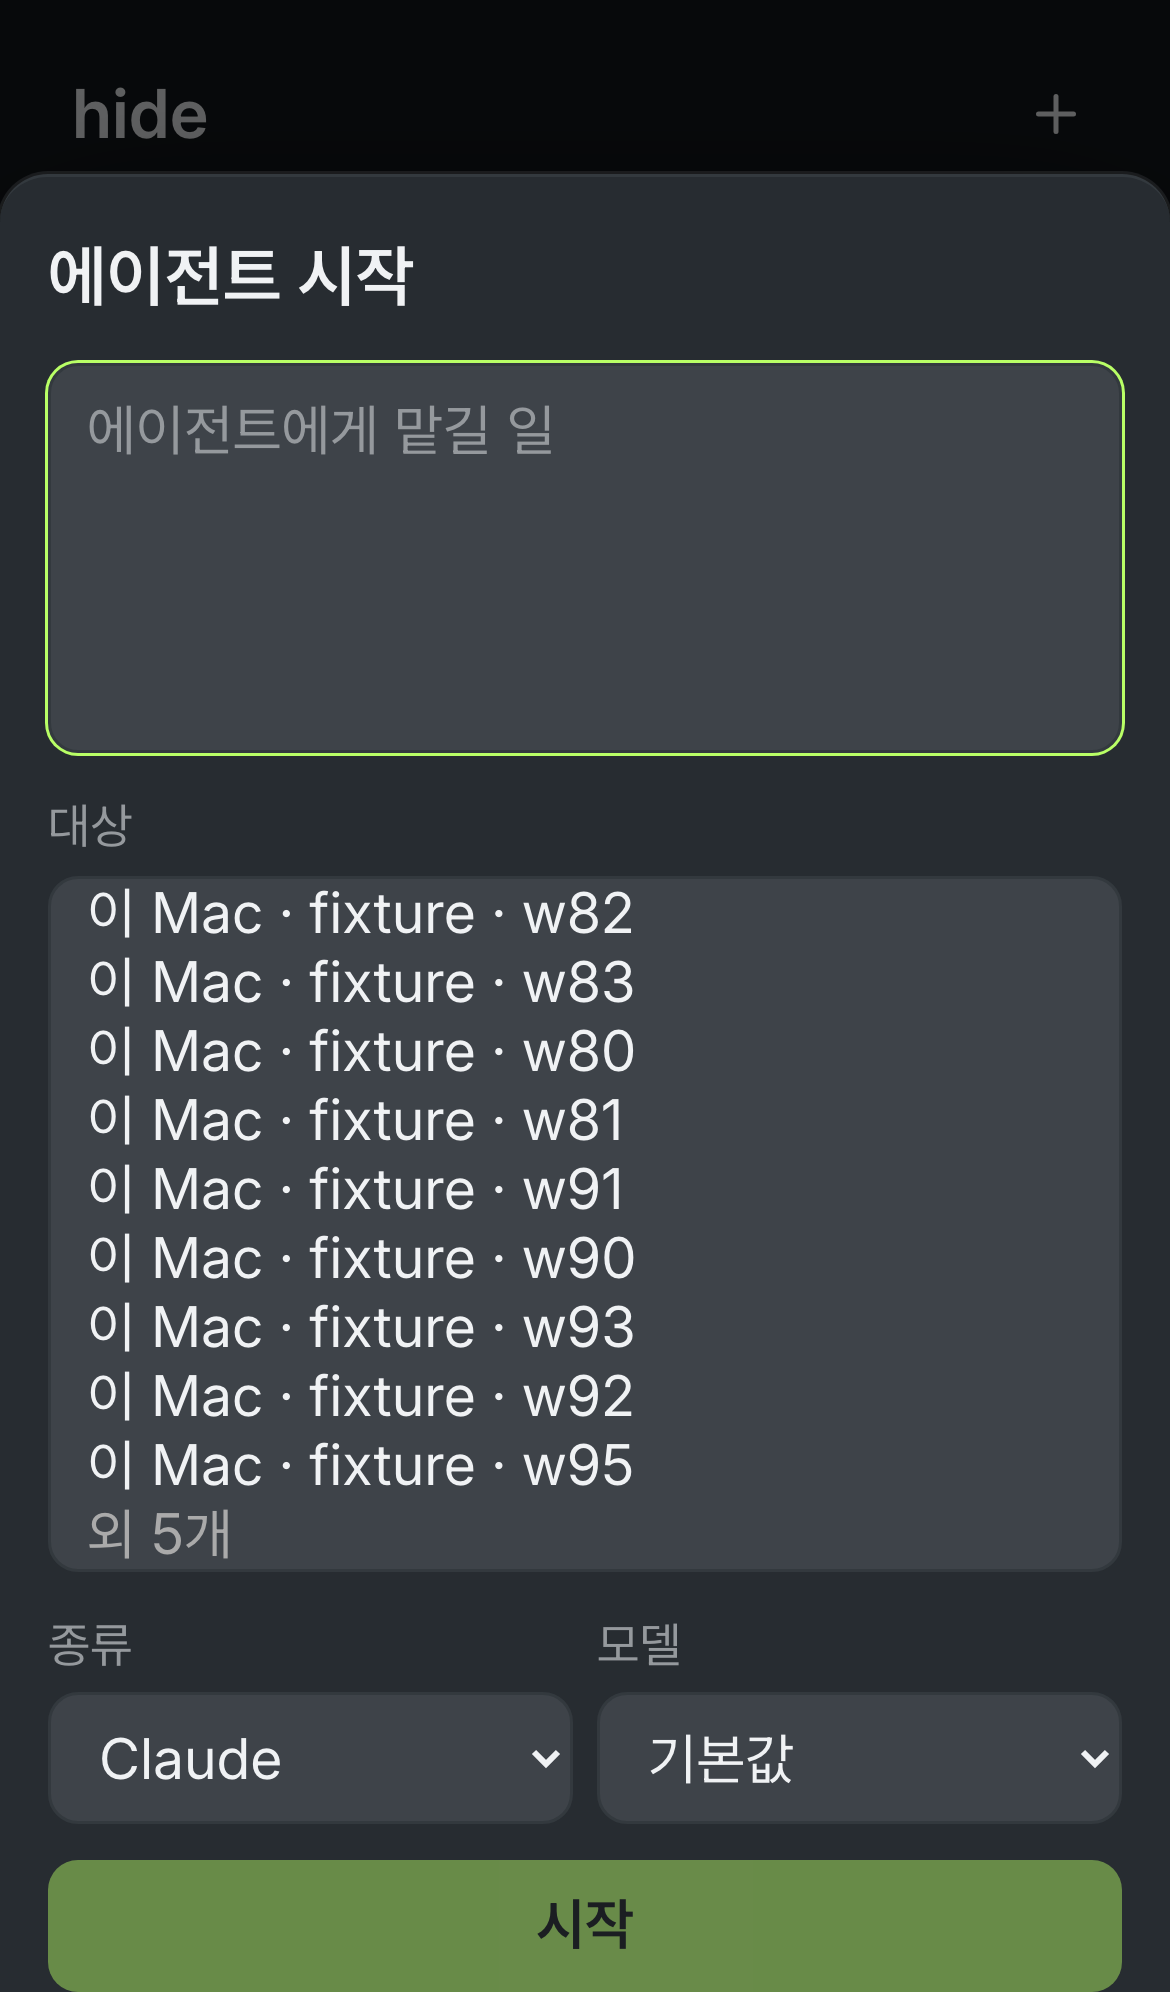 hide
에이전트 시작
에이전트에게 맡길 일
대상
이 Mac · fixture · w82
이 Mac · fixture · w83
이 Mac · fixture · w80
이 Mac · fixture · w81
이 Mac · fixture · w91
이 Mac · fixture · w90
이 Mac · fixture · w93
이 Mac · fixture · w92
이 Mac · fixture · w95
외 5개
종류 모델
Claude 기본값
시작